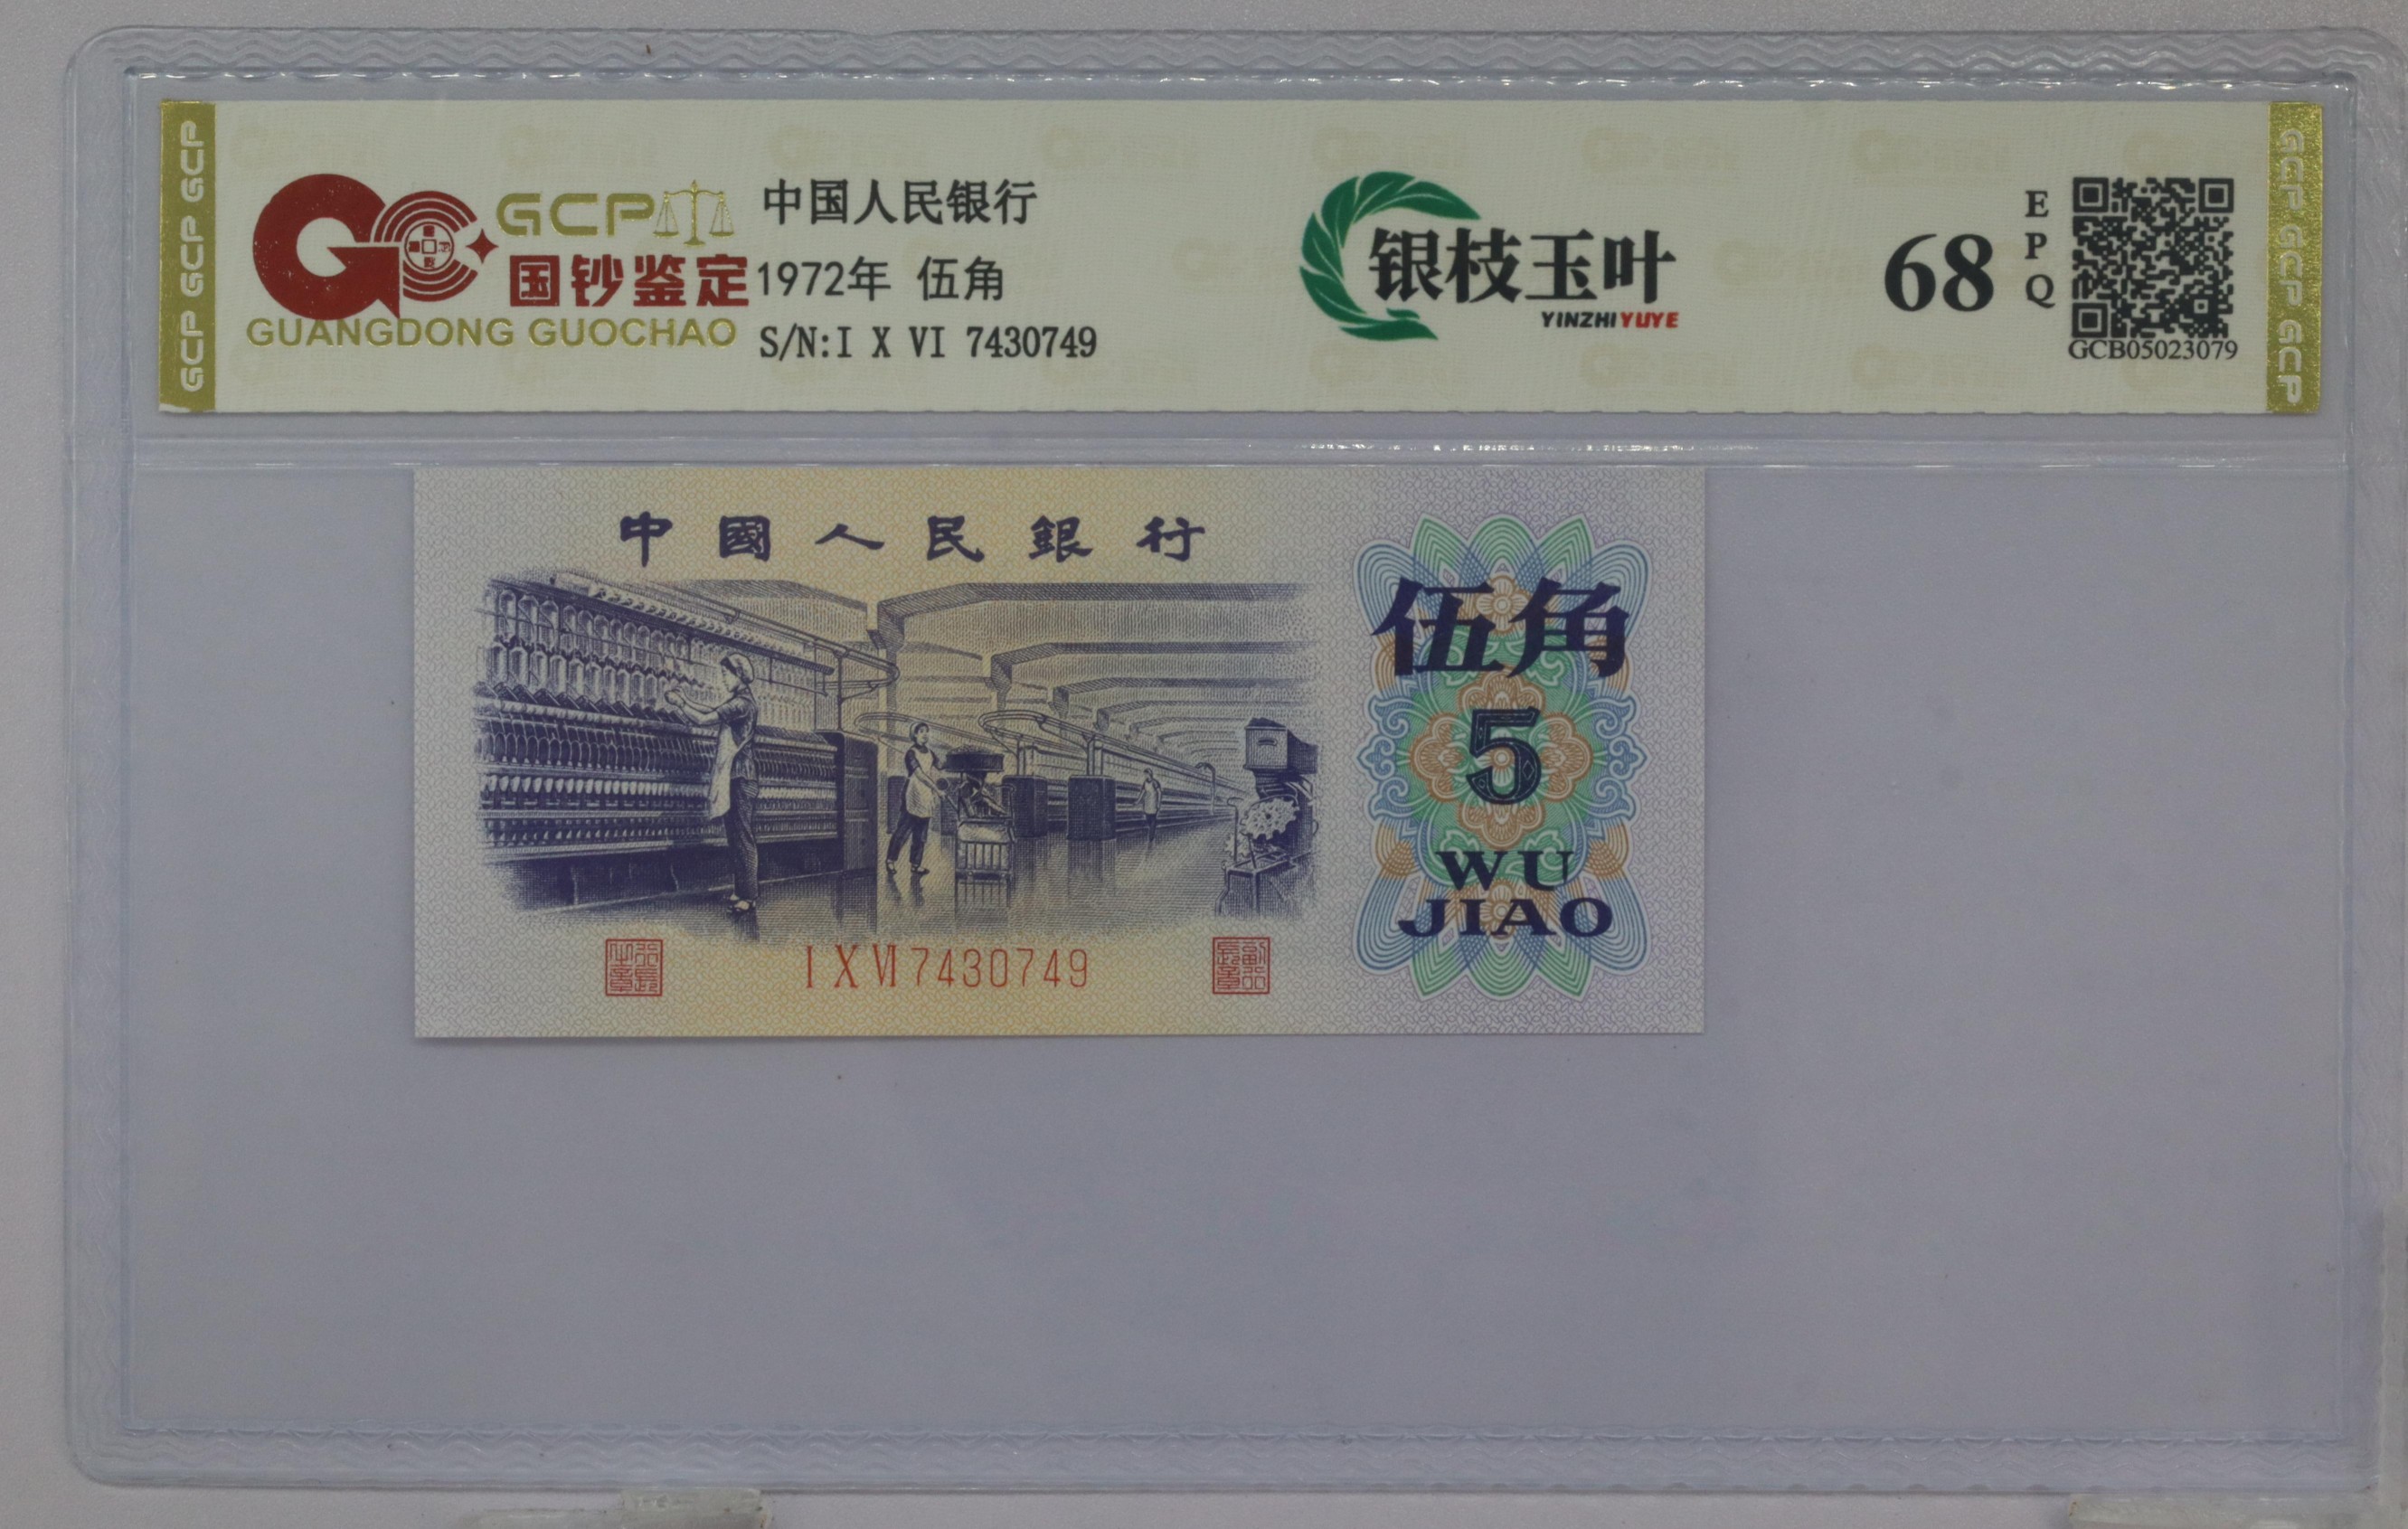 GCP GCP GCP
GCP
国钞鉴定
GUANGDONG GUOCHAO
中国人民银行
1972年 伍角
S/N:I X VI 7430749
银枝玉叶
YINZHIYUYE
68
EPQ
GCB05023079
GCP GCP GCP
中國人民銀行
伍角
5
WU
JIAO
I X VI 7430749